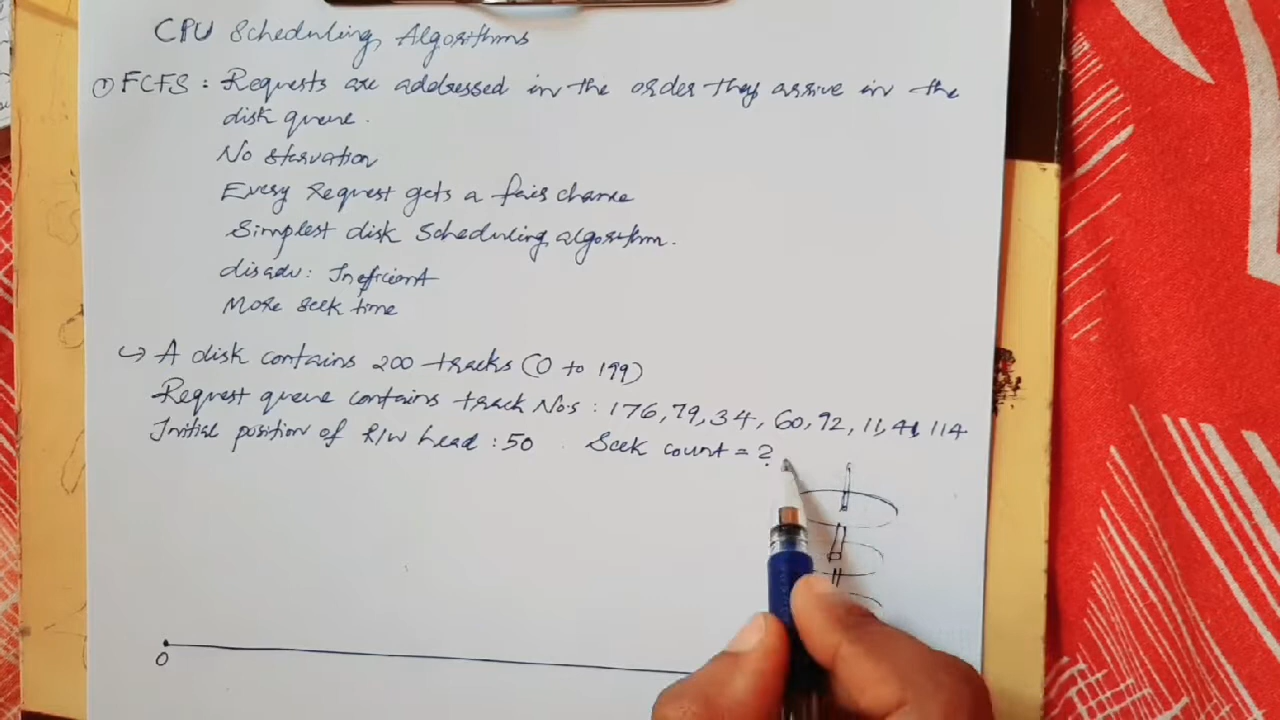 CPU Scheduling Algorithms
① FCFS : Requests are addressed in the order they arrive in the
disk queue.
No starvation
Every request gets a fair chance
Simplest disk scheduling algorithm.
disadv: Inefficient
More seek time
↳ A disk contains 200 tracks (0 to 199)
Request queue contains track No.s : 176, 79, 34, 60, 92, 11, 41, 114
Initial position of R/W head : 50 . Seek count = ?
0